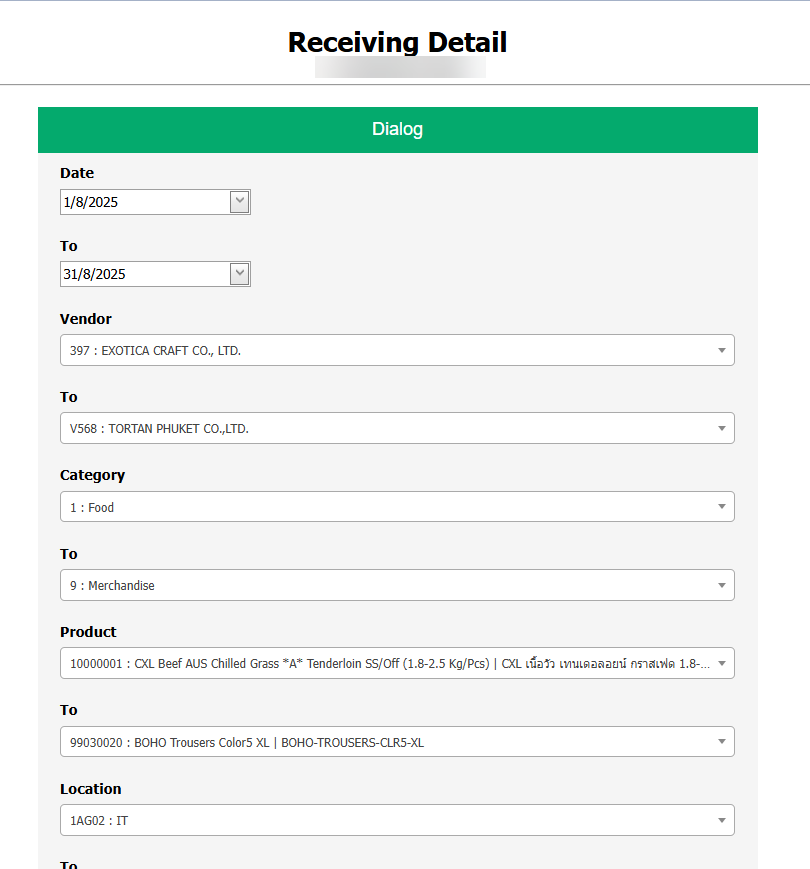 Receiving Detail
Dialog
Date
1/8/2025
To
31/8/2025
Vendor
397 : EXOTICA CRAFT CO., LTD.
To
V568 : TORTAN PHUKET CO.,LTD.
Category
1 : Food
To
9 : Merchandise
Product
10000001 : CXL Beef AUS Chilled Grass *A* Tenderloin SS/Off (1.8-2.5 Kg/Pcs) | CXL เนื้อวัว เทนเดอลอยน์ กราสเฟด 1.8-...
To
99030020 : BOHO Trousers Color5 XL | BOHO-TROUSERS-CLR5-XL
Location
1AG02 : IT
To